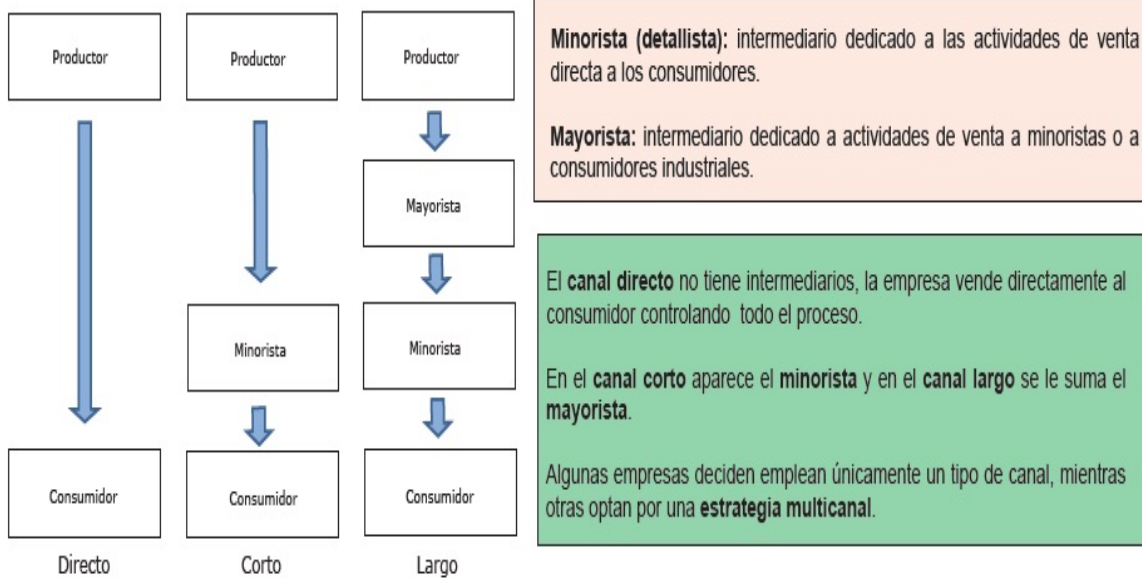 Productor
Productor
Productor
Mayorista
Minorista
Minorista
Consumidor
Consumidor
Consumidor
Directo
Corto
Largo
Minorista (detallista): intermediario dedicado a las actividades de venta
directa a los consumidores.
Mayorista: intermediario dedicado a actividades de venta a minoristas o a
consumidores industriales.
El canal directo no tiene intermediarios, la empresa vende directamente al
consumidor controlando todo el proceso.
En el canal corto aparece el minorista y en el canal largo se le suma el
mayorista.
Algunas empresas deciden emplean únicamente un tipo de canal, mientras
otras optan por una estrategia multicanal.